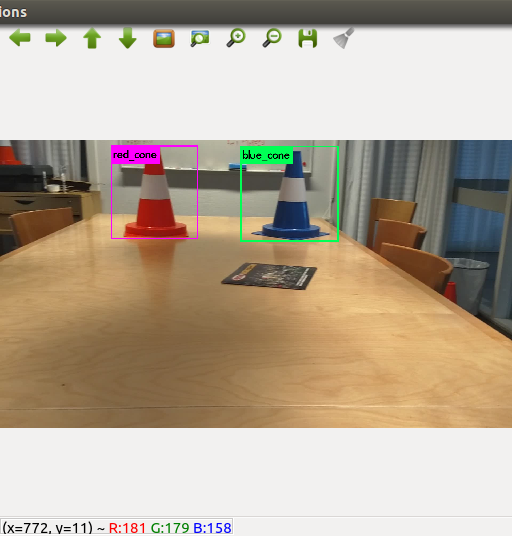 ions
red_cone
blue_cone
(x=772, y=11) ~ R:181 G:179 B:158